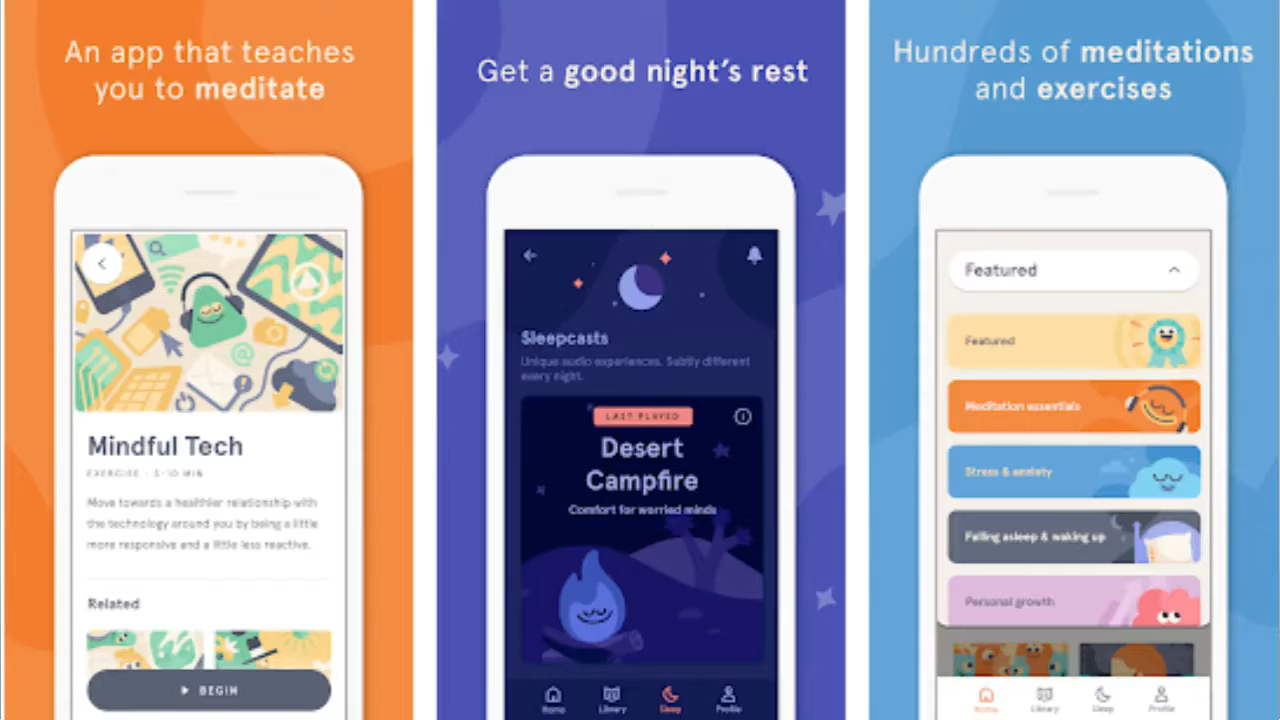 An app that teaches
you to meditate
Mindful Tech
EXERCISE · 5-10 MIN
Move towards a healthier relationship with
the technology around you by being a little
more responsive and a little less reactive.
Related
BEGIN
Get a good night’s rest
Sleepcasts
Unique audio experiences. Subtly different
every night.
LAST PLAYED
Desert
Campfire
Comfort for worried minds
Home Library Sleep Profile
Hundreds of meditations
and exercises
Featured
Featured
Meditation essentials
Stress & anxiety
Falling asleep & waking up
Personal growth
Home Library Sleep Profile